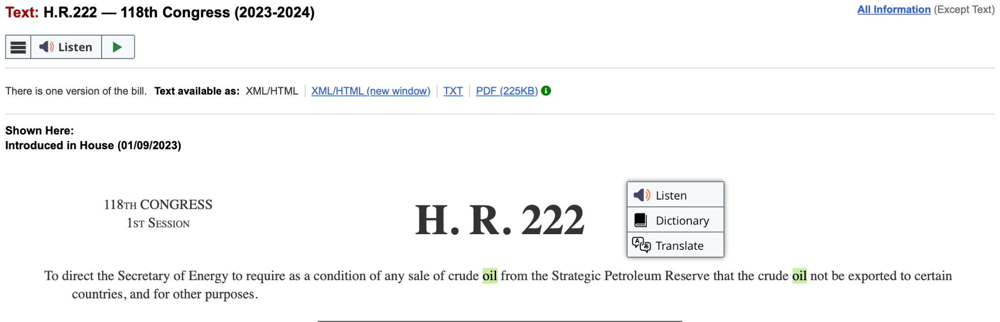 Text: H.R.222 — 118th Congress (2023-2024)
All Information (Except Text)
Listen
There is one version of the bill. Text available as: XML/HTML XML/HTML (new window) TXT PDF (225KB)
Shown Here:
Introduced in House (01/09/2023)
118TH CONGRESS
1ST SESSION
H. R. 222
Listen
Dictionary
Translate
To direct the Secretary of Energy to require as a condition of any sale of crude oil from the Strategic Petroleum Reserve that the crude oil not be exported to certain
countries, and for other purposes.